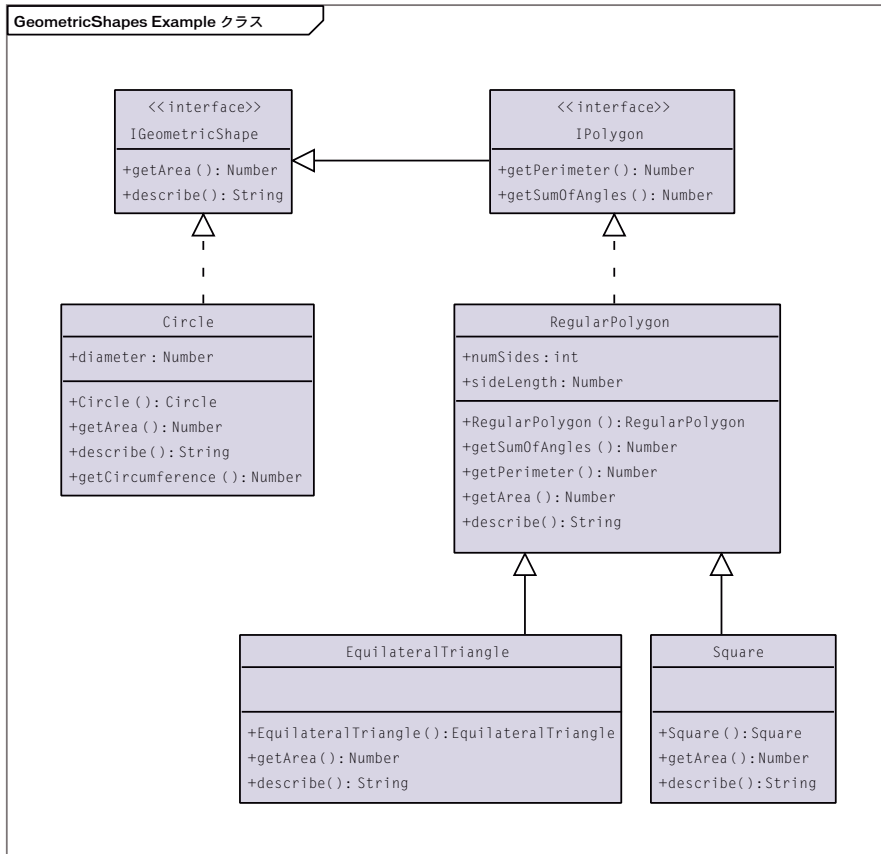 GeometricShapes Example クラス
<<interface>>
IGeometricShape
+getArea(): Number
+describe(): String
<<interface>>
IPolygon
+getPerimeter(): Number
+getSumOfAngles(): Number
Circle
+diameter: Number
+Circle(): Circle
+getArea(): Number
+describe(): String
+getCircumference(): Number
RegularPolygon
+numSides: int
+sideLength: Number
+RegularPolygon():RegularPolygon
+getSumOfAngles(): Number
+getPerimeter(): Number
+getArea(): Number
+describe(): String
EquilateralTriangle
+EquilateralTriangle():EquilateralTriangle
+getArea(): Number
+describe(): String
Square
+Square(): Square
+getArea(): Number
+describe(): String